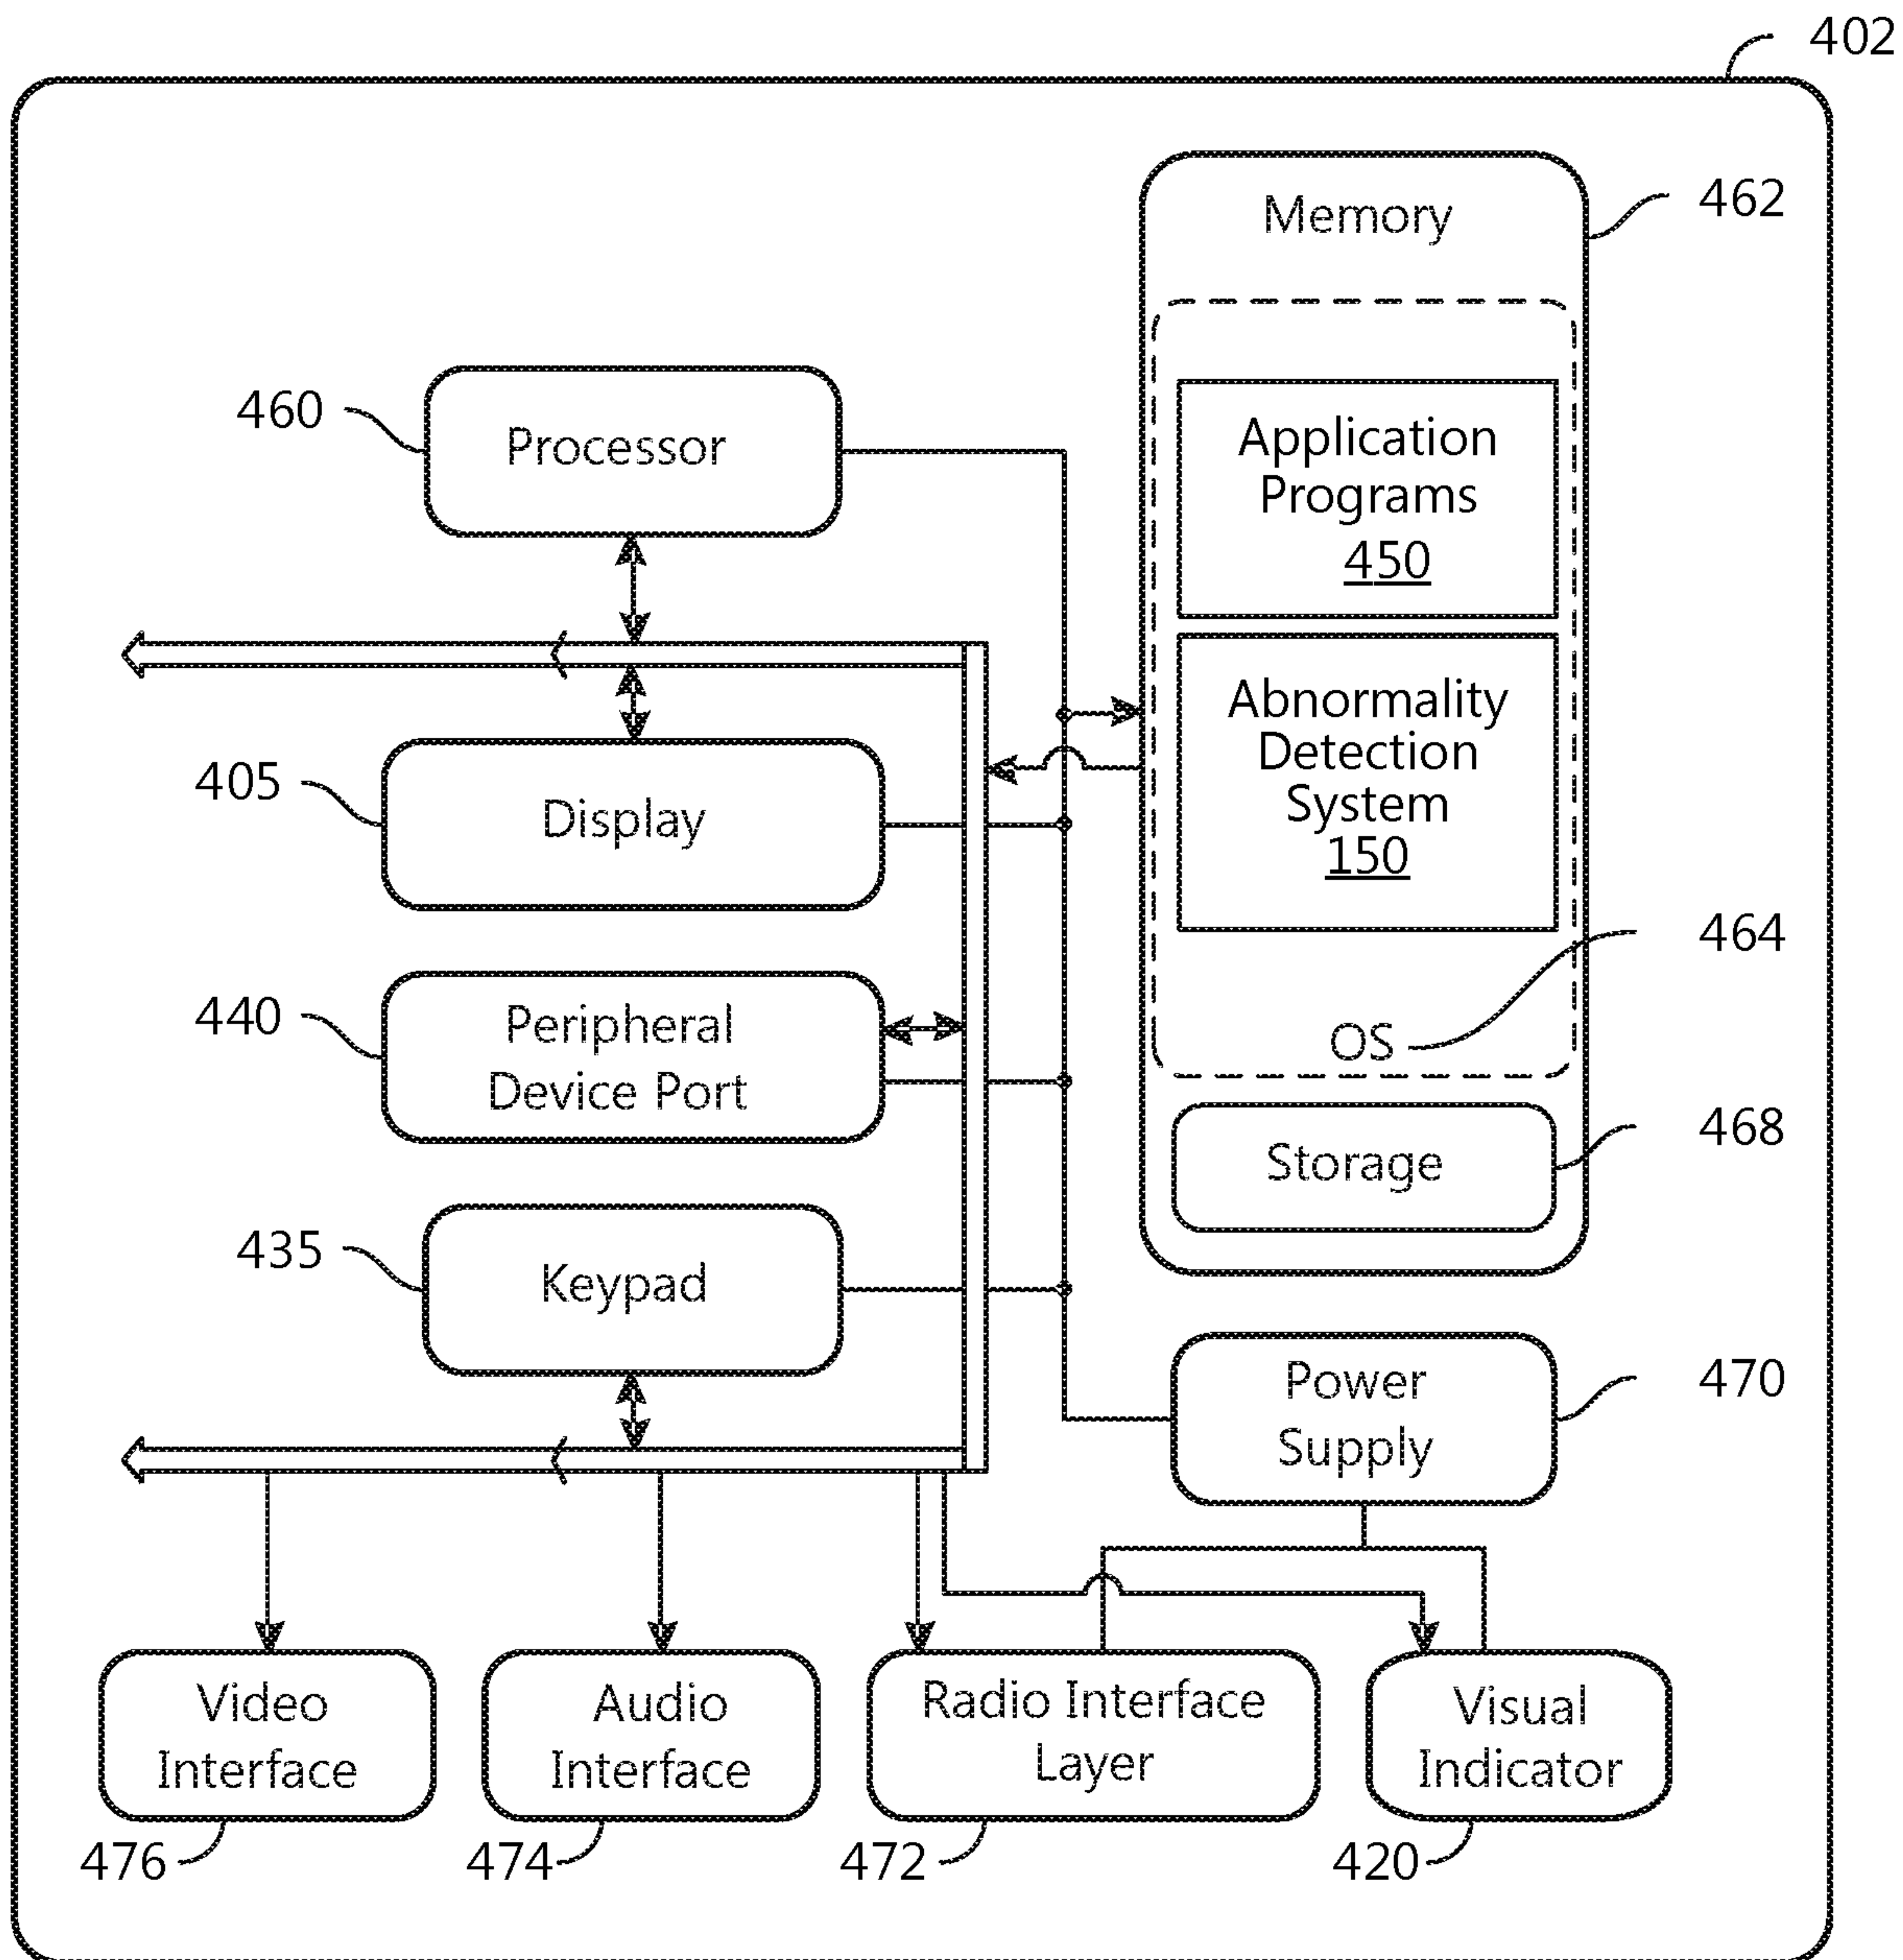 402
Memory
462
460
Processor
Application
Programs
450
Abnormality
Detection
System
150
405
Display
464
440
Peripheral
Device Port
OS
468
Storage
435
Keypad
Power
Supply
470
Video
Interface
Audio
Interface
Radio Interface
Layer
Visual
Indicator
476
474
472
420